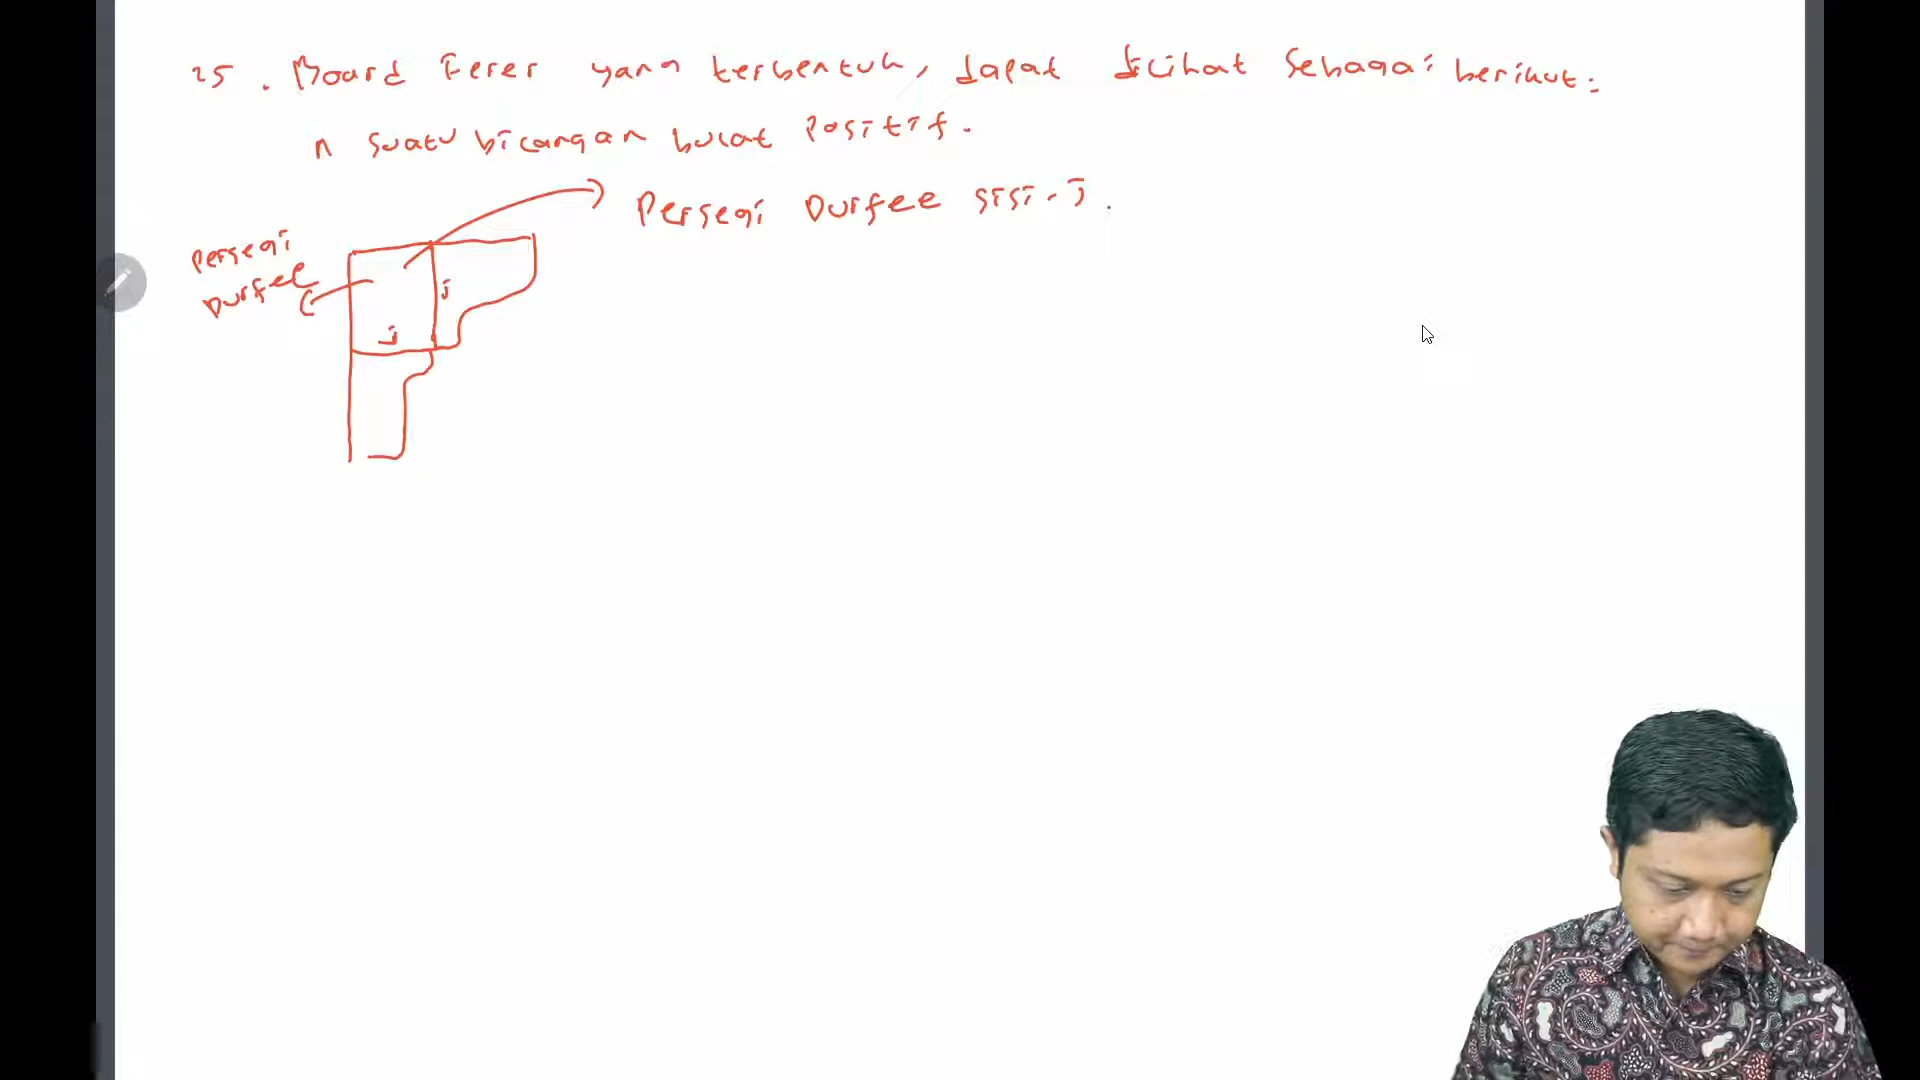 25. Board Ferer yang terbentuk, dapat dilihat sebagai berikut:
n suatu bilangan bulat positif.
Persegi Durfee sisi-j.
Persegi
Durfee
j
j